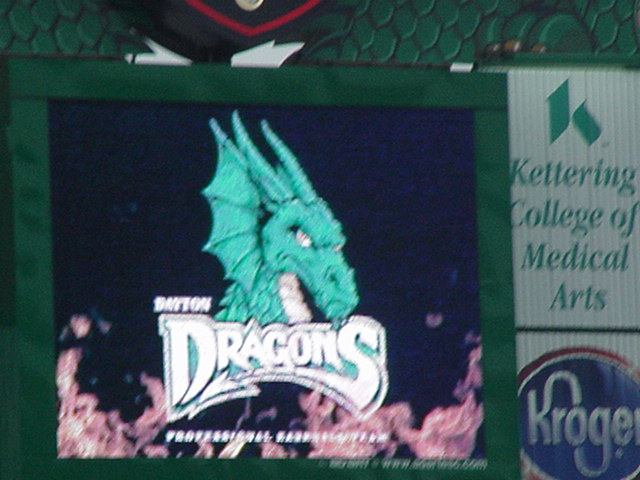 DAYTON
DRAGONS
PROFESSIONAL BASEBALL TEAM
Kettering
College of
Medical
Arts
Kroger